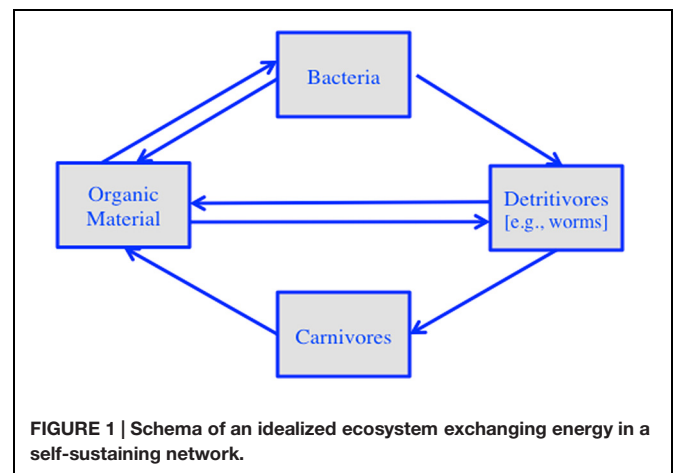 Bacteria
Organic
Material
Detritivores
[e.g., worms]
Carnivores
FIGURE 1 | Schema of an idealized ecosystem exchanging energy in a
self-sustaining network.